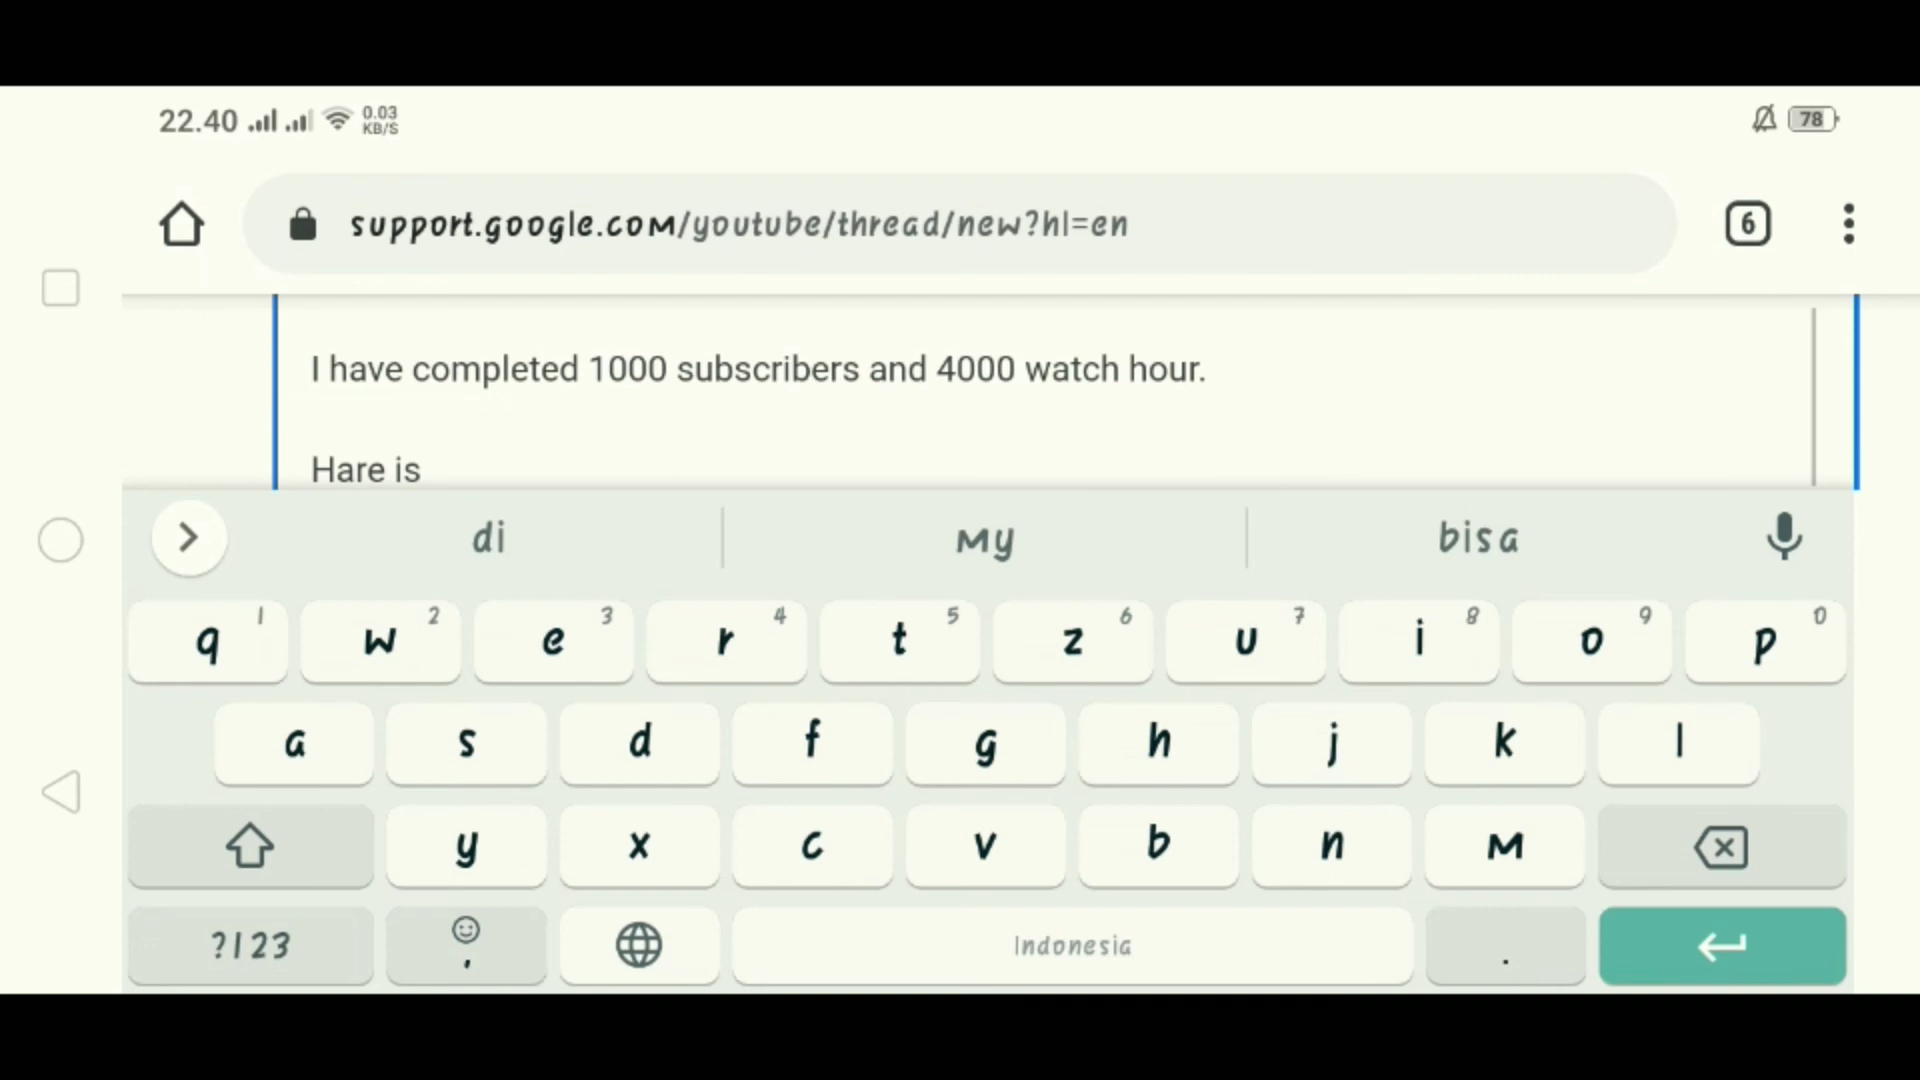 22.40 0.03 KB/S 78
support.google.com/youtube/thread/new?hl=en 6
I have completed 1000 subscribers and 4000 watch hour.
Hare is
di My bisa
q 1 w 2 e 3 r 4 t 5 z 6 u 7 i 8 o 9 p 0
a s d f g h j k l
y x c v b n M
?123 , Indonesia .